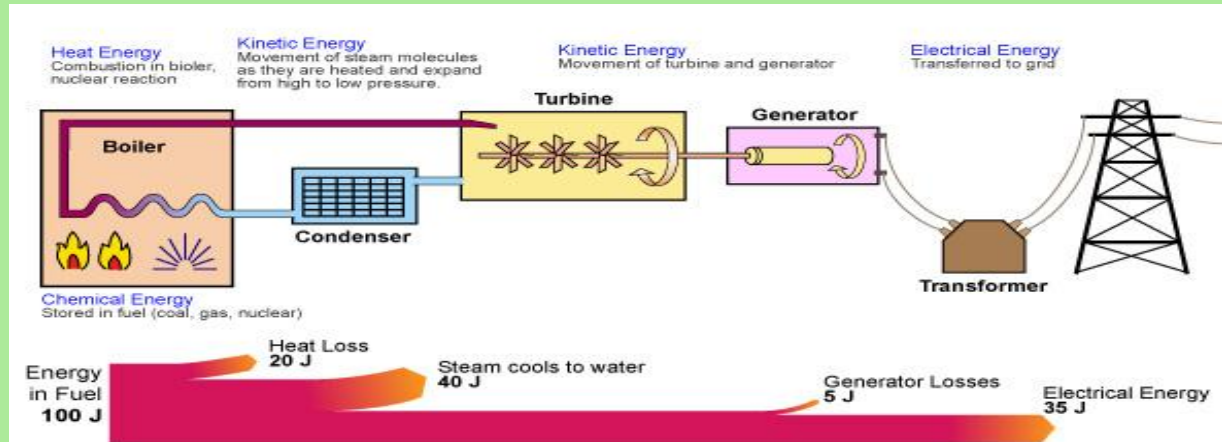 Heat Energy
Combustion in bioler,
nuclear reaction
Kinetic Energy
Movement of steam molecules
as they are heated and expand
from high to low pressure.
Kinetic Energy
Movement of turbine and generator
Electrical Energy
Transferred to grid
Turbine
Generator
Boiler
Condenser
Transformer
Chemical Energy
Stored in fuel (coal, gas, nuclear)
Energy
in Fuel
100 J
Heat Loss
20 J
Steam cools to water
40 J
Generator Losses
5 J
Electrical Energy
35 J